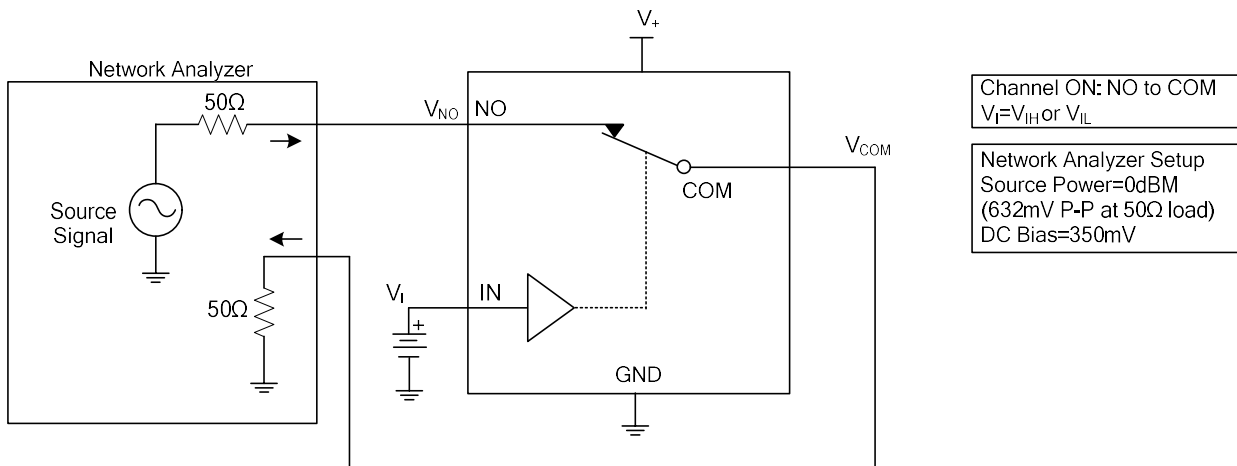 V+
Network Analyzer
50Ω
VNO
NO
VCOM
COM
Source
Signal
50Ω
VI
IN
+
GND
Channel ON: NO to COM
VI=VIH or VIL
Network Analyzer Setup
Source Power=0dBM
(632mV P-P at 50Ω load)
DC Bias=350mV